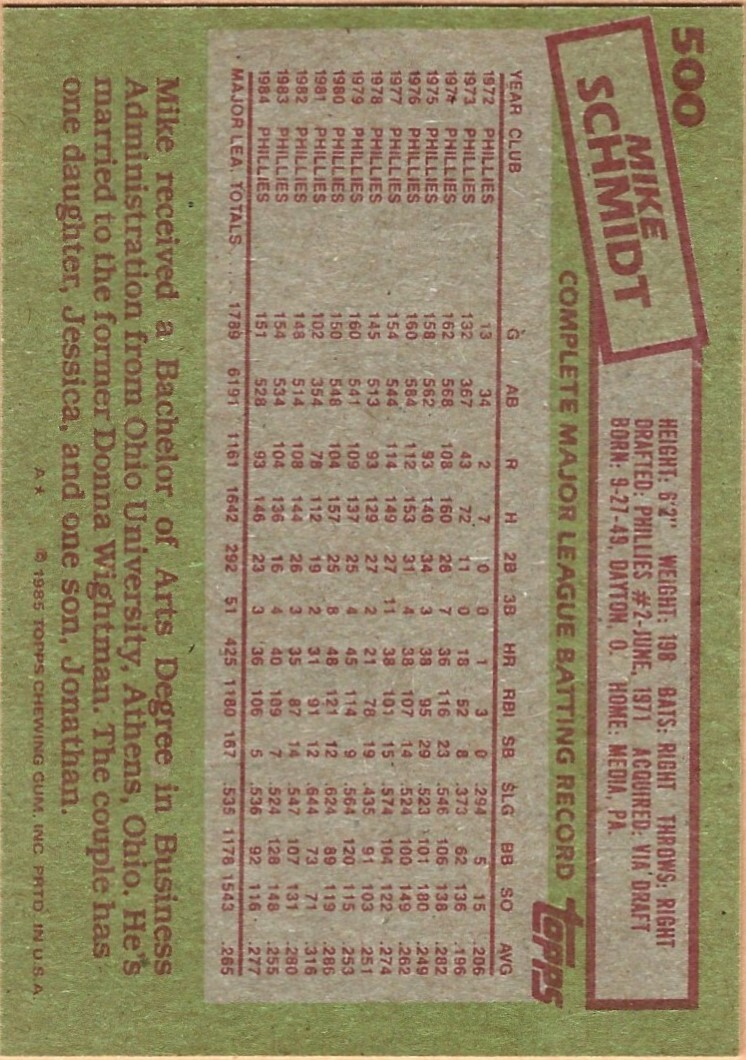 500
MIKE
SCHMIDT
HEIGHT: 6'2" WEIGHT: 198 BATS: RIGHT THROWS: RIGHT
DRAFTED: PHILLIES #2-JUNE, 1971 ACQUIRED: VIA DRAFT
BORN: 9-27-49, DAYTON, O. HOME: MEDIA, PA.
COMPLETE MAJOR LEAGUE BATTING RECORD topps
YEAR CLUB G AB R H 2B 3B HR RBI SB SLG BB SO AVG
1972 PHILLIES 13 34 2 7 0 0 1 3 0 .294 5 15 .206
1973 PHILLIES 132 367 43 72 11 0 18 52 8 .373 62 136 .196
1974 PHILLIES 162 568 108 160 28 7 36 116 23 .546 106 138 .282
1975 PHILLIES 158 562 93 140 34 3 38 95 29 .523 101 180 .249
1976 PHILLIES 160 584 112 153 31 4 38 107 14 .524 100 149 .262
1977 PHILLIES 154 544 114 149 27 11 38 101 15 .574 104 122 .274
1978 PHILLIES 145 513 93 129 27 2 21 78 19 .435 91 103 .251
1979 PHILLIES 160 541 109 137 25 4 45 114 9 .564 120 115 .253
1980 PHILLIES 150 548 104 157 25 8 48 121 12 .624 89 119 .286
1981 PHILLIES 102 354 78 112 19 2 31 91 12 .644 73 71 .316
1982 PHILLIES 148 514 108 144 26 3 35 87 14 .547 107 131 .280
1983 PHILLIES 154 534 104 136 16 4 40 109 7 .524 128 148 .255
1984 PHILLIES 151 528 93 146 23 3 36 106 5 .536 92 116 .277
MAJOR LEA. TOTALS 1789 6191 1161 1642 292 51 425 1180 167 .535 1178 1543 .265
Mike received a Bachelor of Arts Degree in Business
Administration from Ohio University, Athens, Ohio. He's
married to the former Donna Wightman. The couple has
one daughter, Jessica, and one son, Jonathan.
A* © 1985 TOPPS CHEWING GUM, INC. PRTD. IN U.S.A.